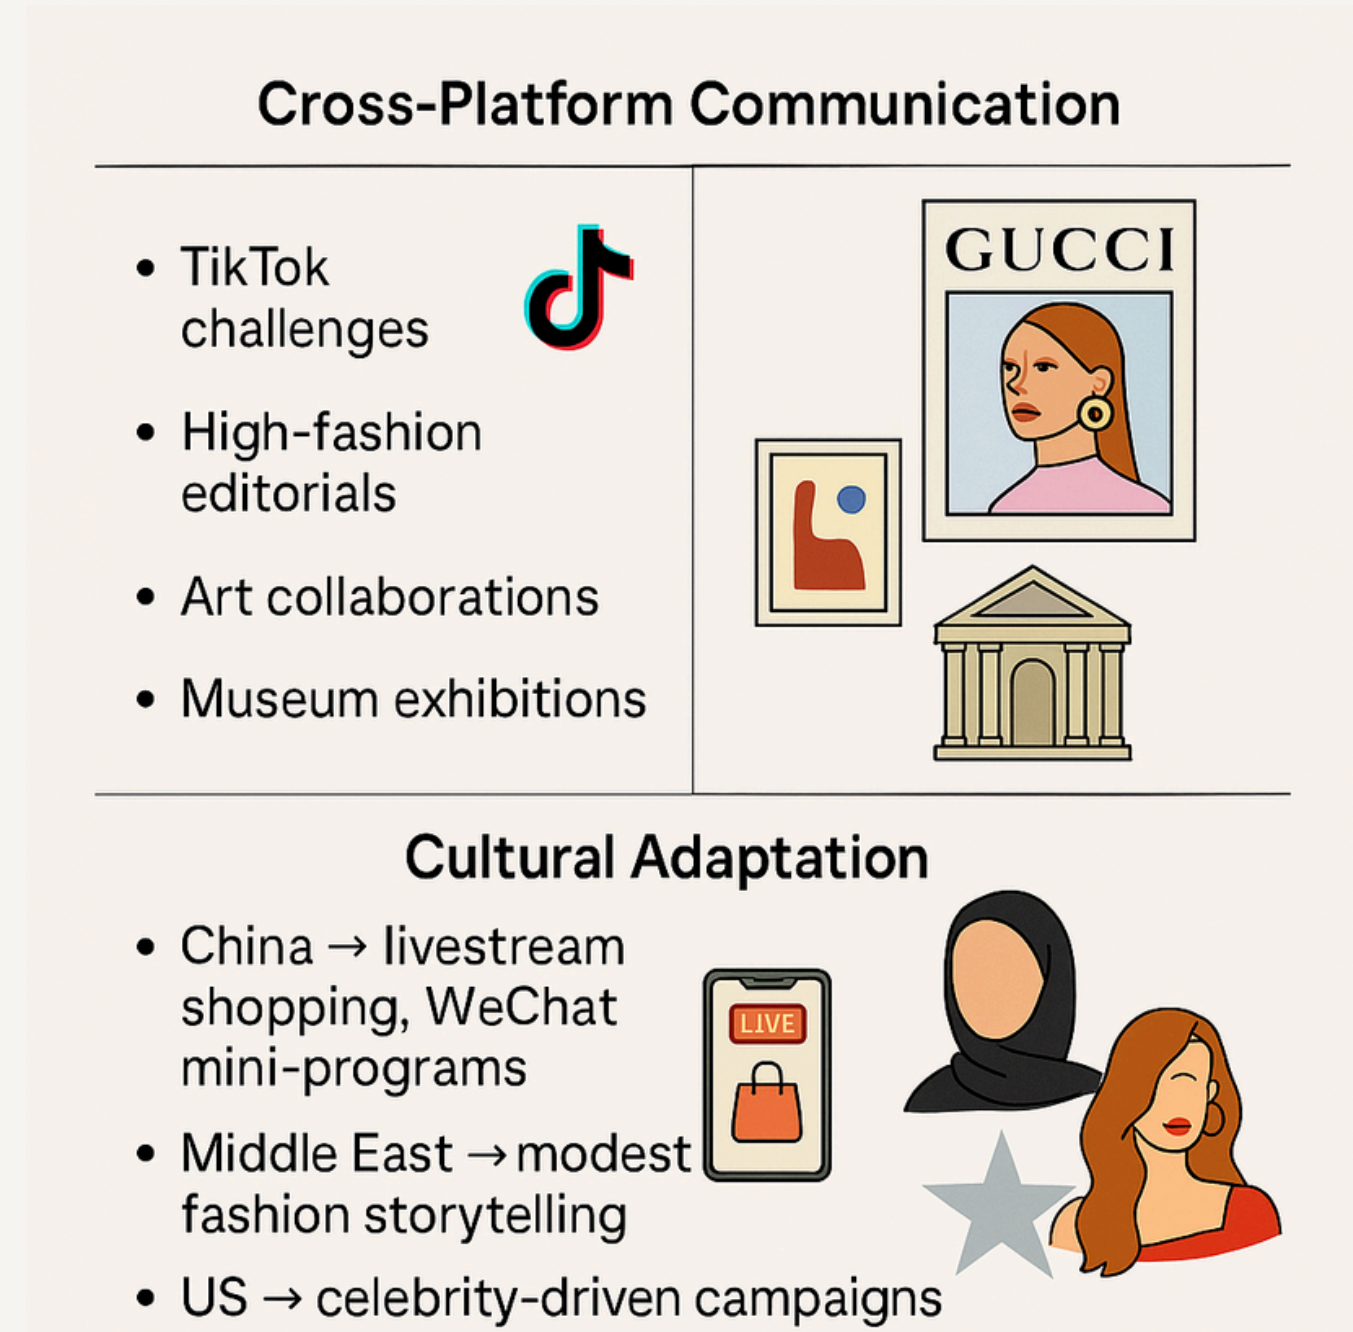 Cross-Platform Communication
• TikTok
challenges
• High-fashion
editorials
• Art collaborations
• Museum exhibitions
GUCCI
Cultural Adaptation
• China → livestream
shopping, WeChat
mini-programs
• Middle East → modest
fashion storytelling
• US → celebrity-driven campaigns
LIVE